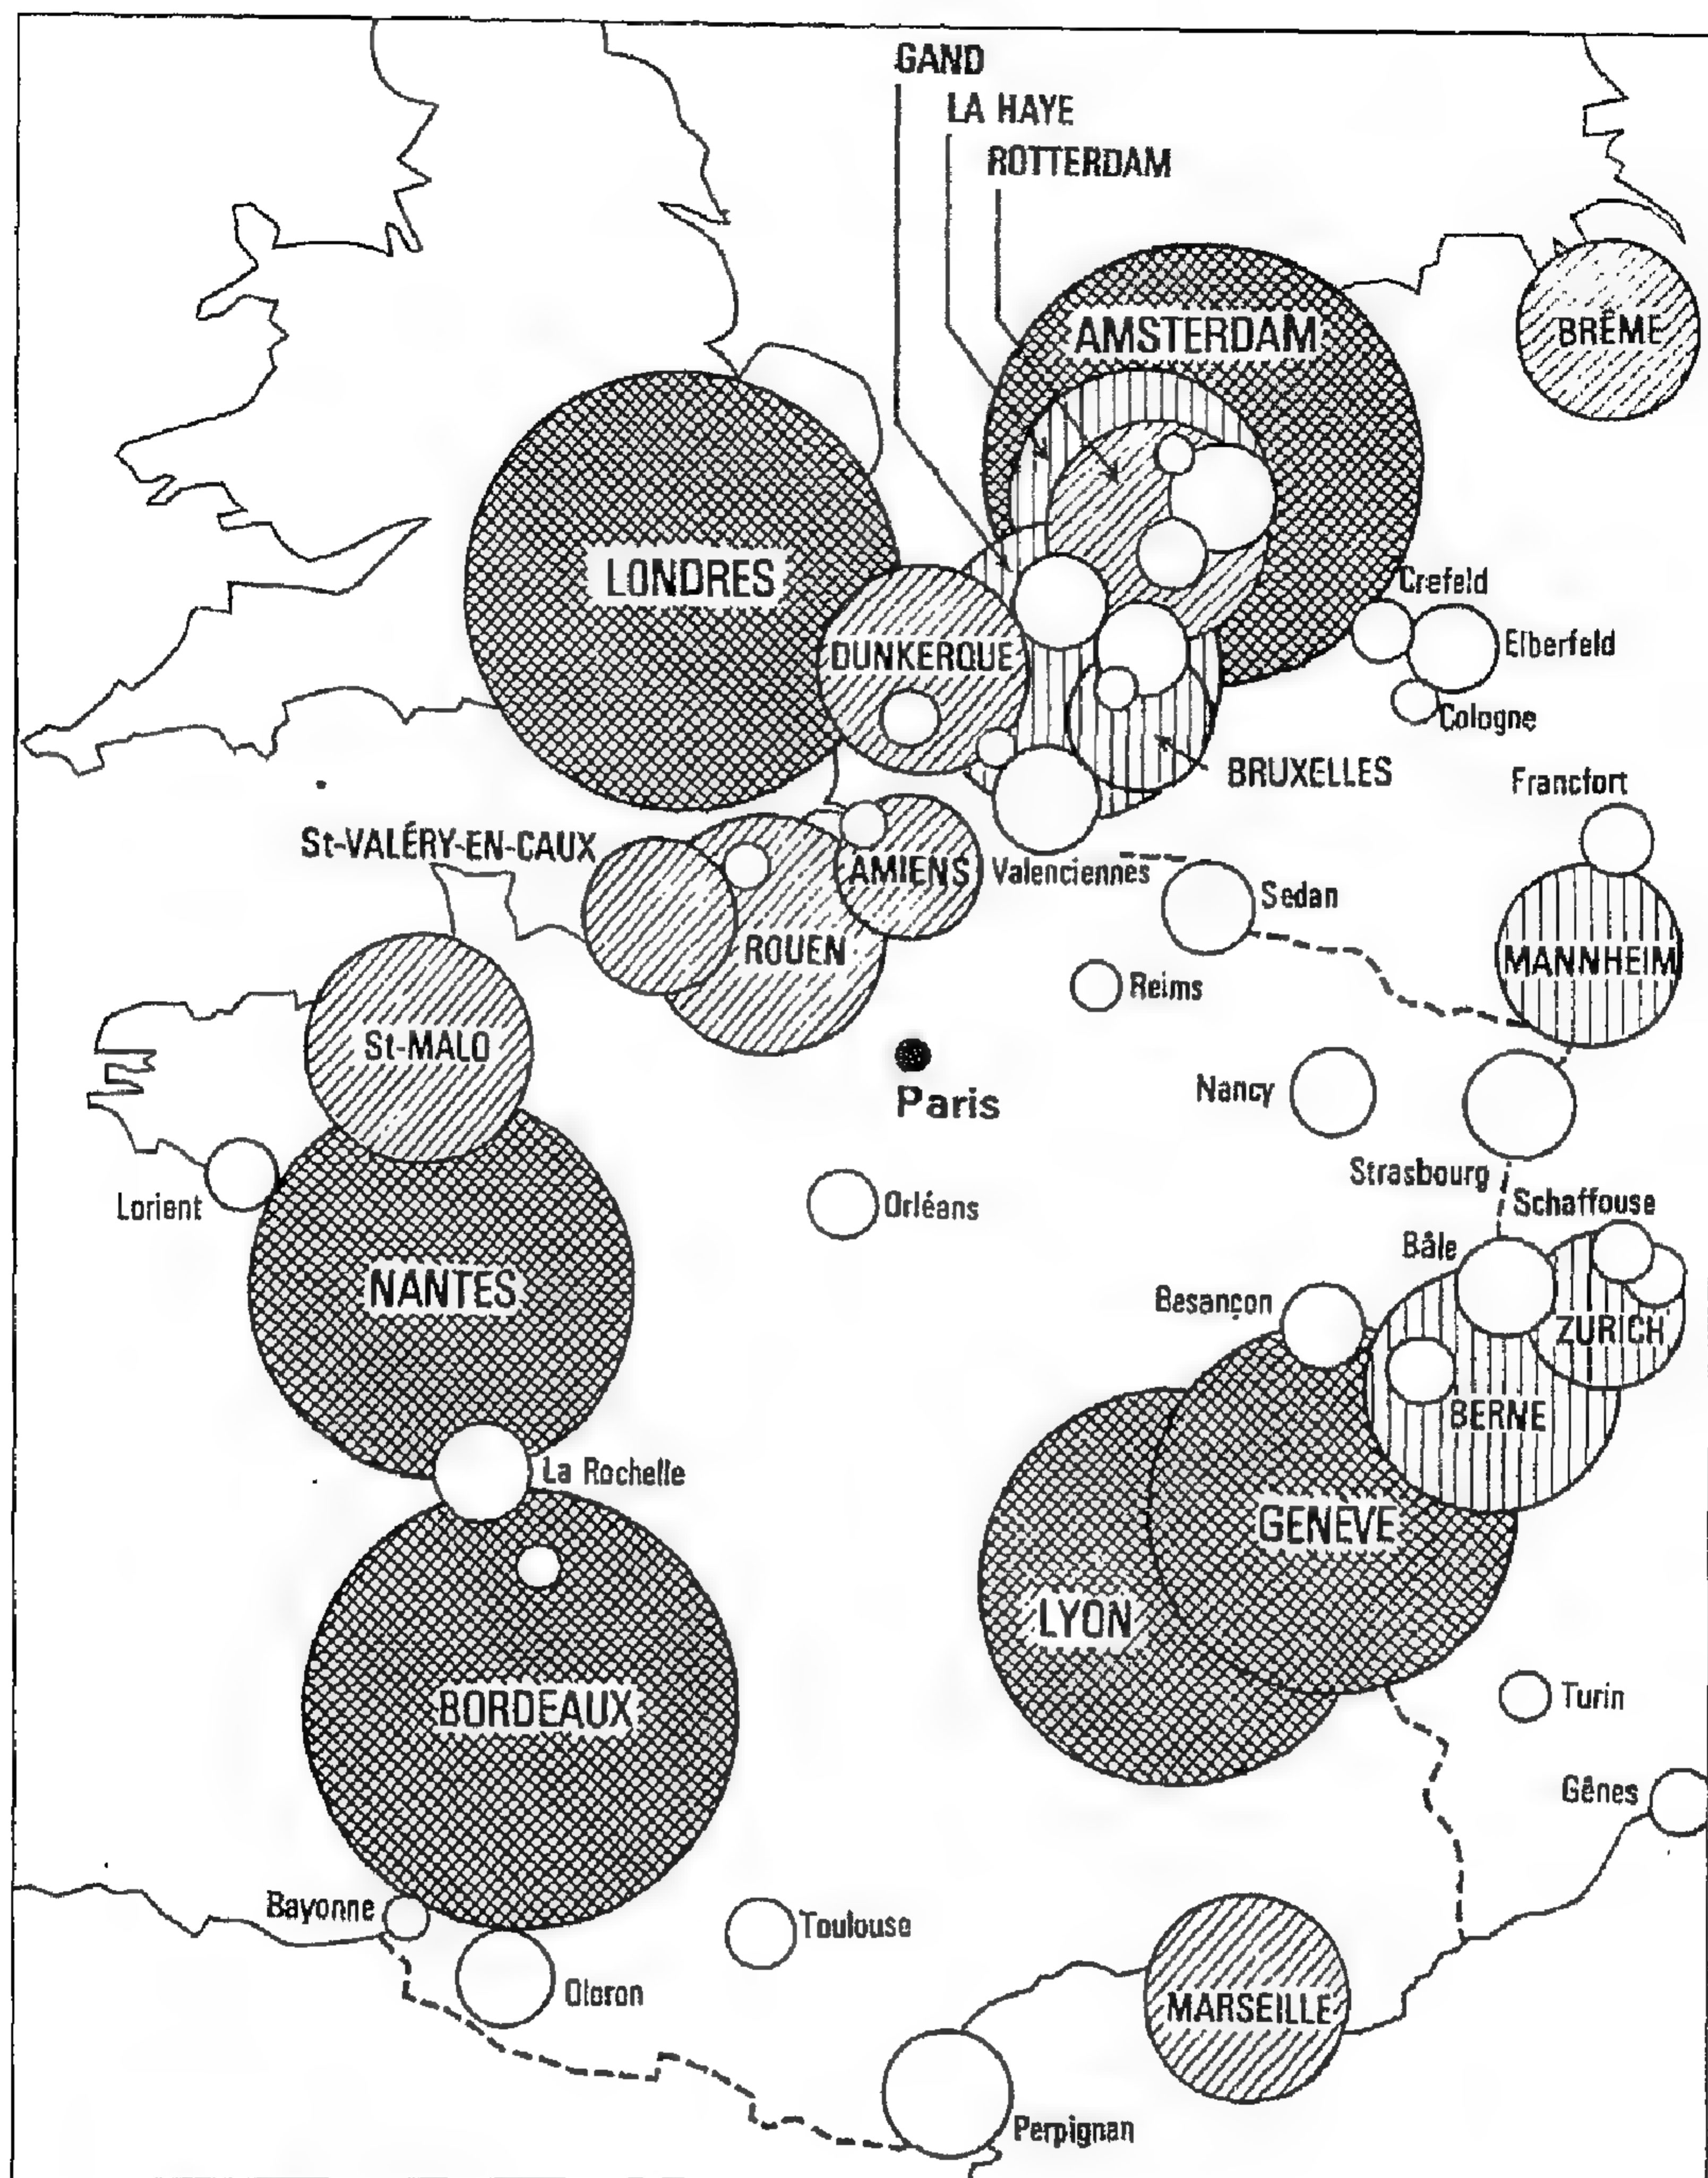 GAND
LA HAYE
ROTTERDAM
AMSTERDAM
BRÊME
LONDRES
Crefeld
DUNKERQUE
Elberfeld
Cologne
BRUXELLES
Francfort
St-VALÉRY-EN-CAUX
AMIENS
Valenciennes
Sedan
ROUEN
MANNHEIM
Reims
St-MALO
Paris
Nancy
Strasbourg
Lorient
Orléans
Schaffouse
Bâle
NANTES
Besançon
ZURICH
BERNE
La Rochelle
GENÈVE
LYON
BORDEAUX
Turin
Gênes
Bayonne
Toulouse
Oloron
MARSEILLE
Perpignan